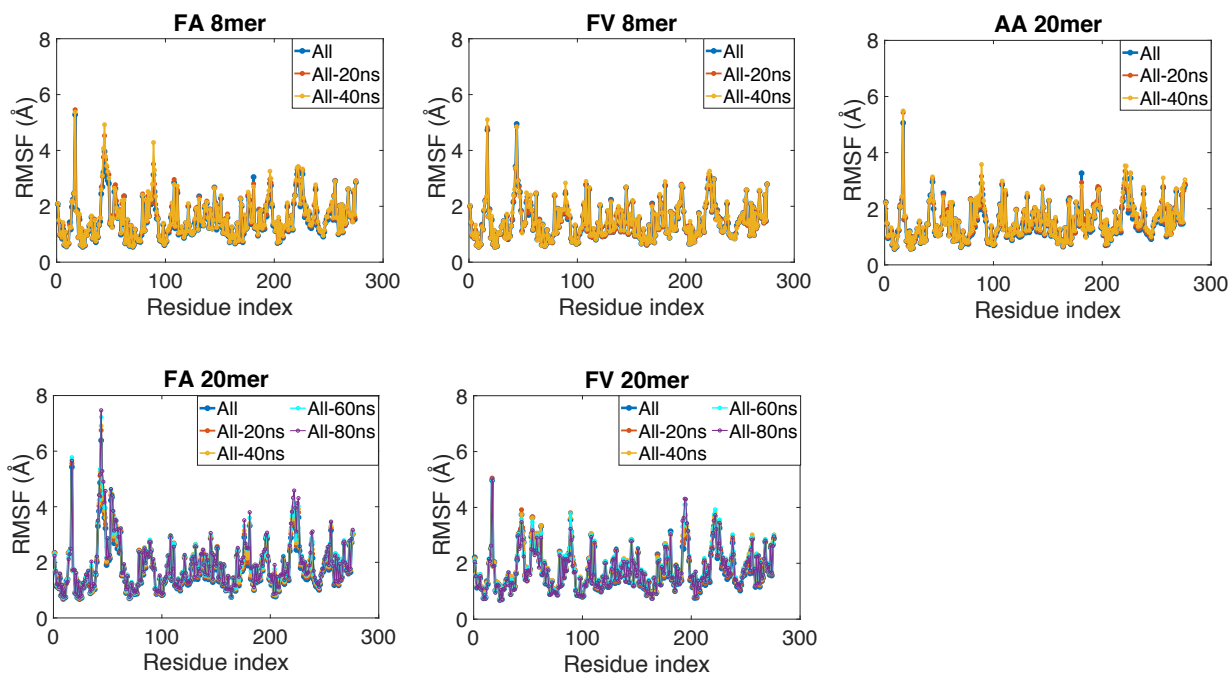 FA 8mer
8
6
4
2
0
RMSF (Å)
All
All-20ns
All-40ns
0 100 200 300
Residue index
FV 8mer
8
6
4
2
0
RMSF (Å)
All
All-20ns
All-40ns
0 100 200 300
Residue index
AA 20mer
8
6
4
2
0
RMSF (Å)
All
All-20ns
All-40ns
0 100 200 300
Residue index
FA 20mer
8
6
4
2
0
RMSF (Å)
All All-60ns
All-20ns All-80ns
All-40ns
0 100 200 300
Residue index
FV 20mer
8
6
4
2
0
RMSF (Å)
All All-60ns
All-20ns All-80ns
All-40ns
0 100 200 300
Residue index